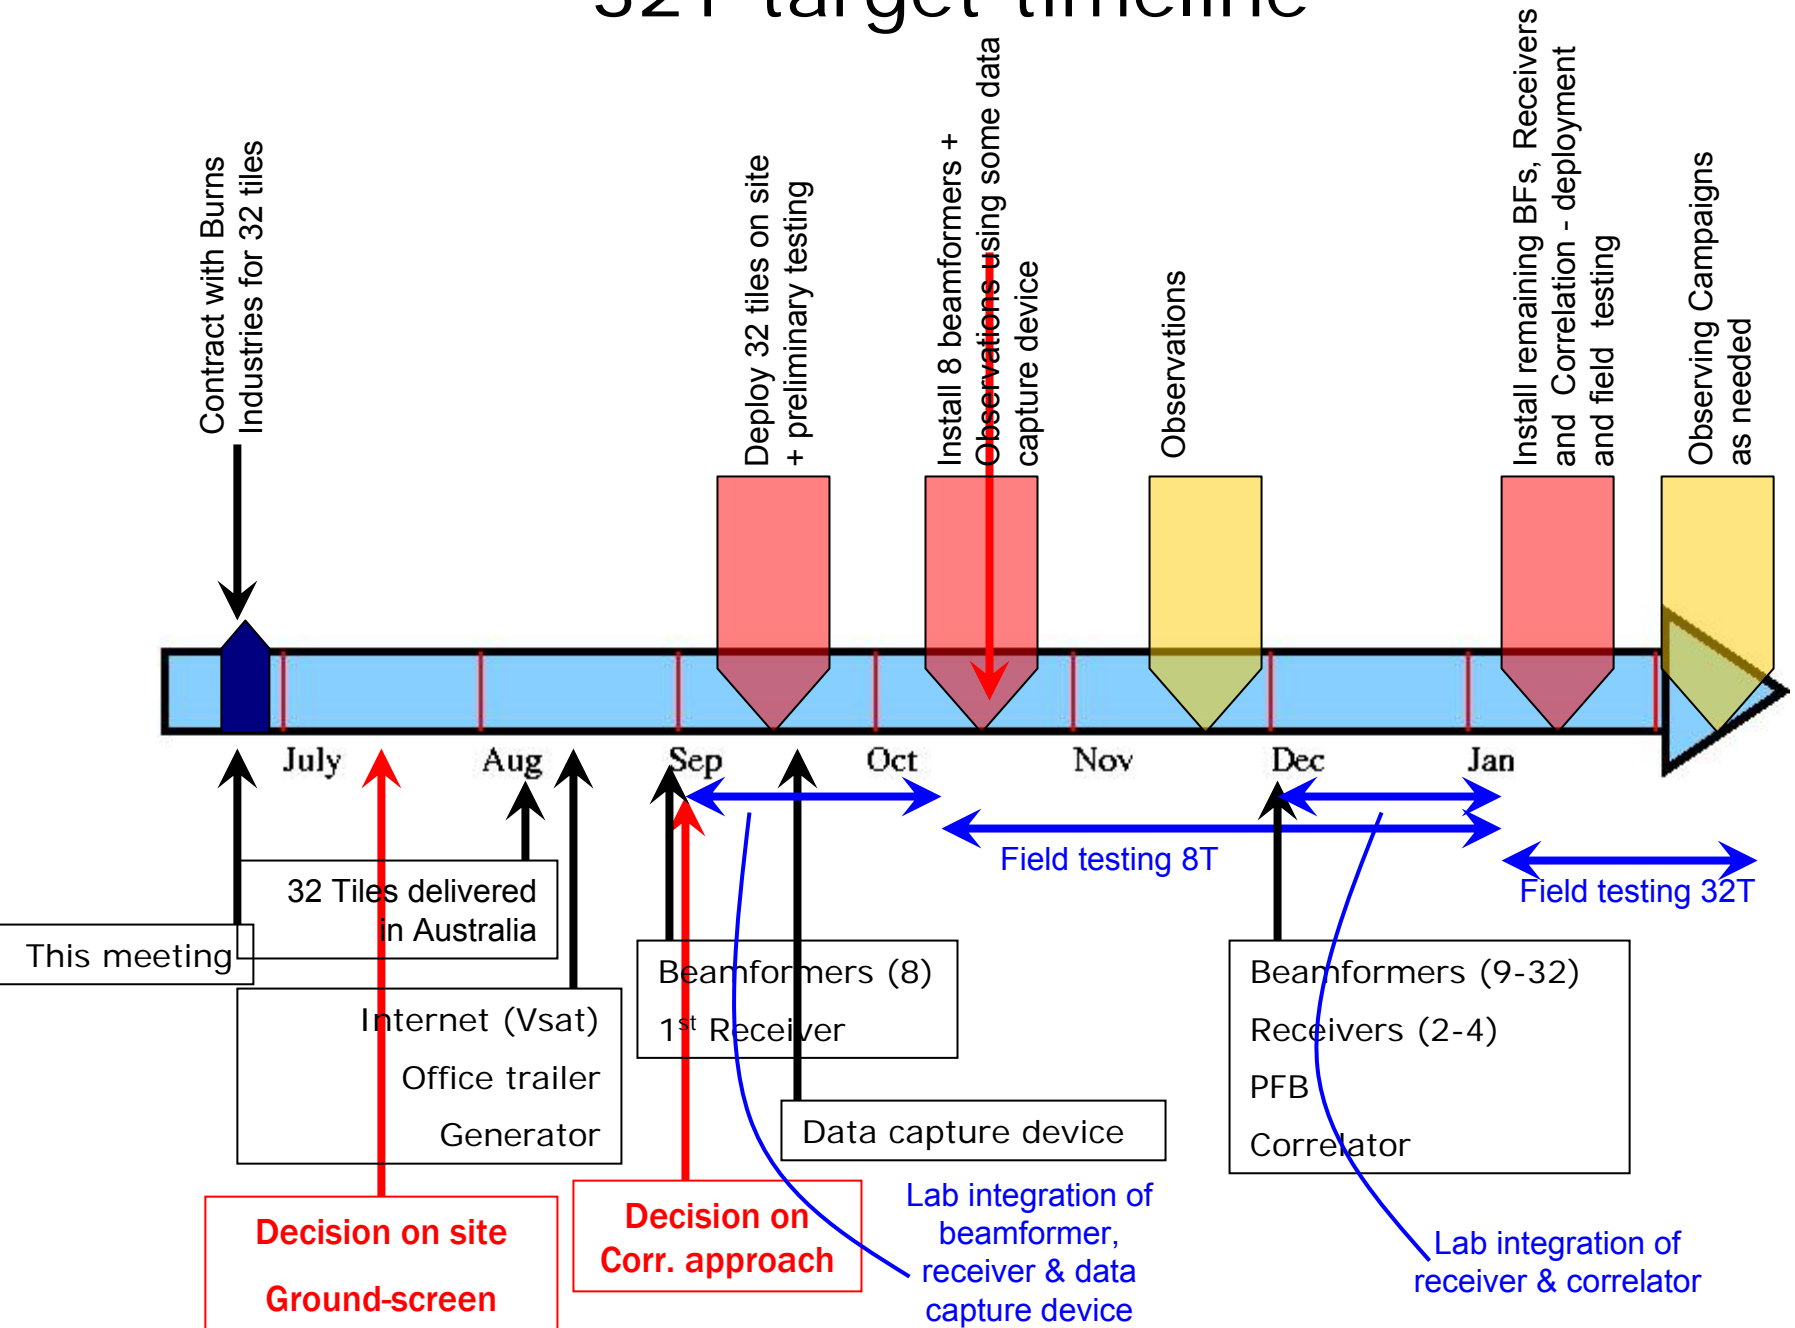 32T target timeline
Contract with Burns
Industries for 32 tiles
Deploy 32 tiles on site
+ preliminary testing
Install 8 beamformers +
Observations using some data
capture device
Observations
Install remaining BFs, Receivers
and Correlation - deployment
and field testing
Observing Campaigns
as needed
July
Aug
Sep
Oct
Nov
Dec
Jan
Field testing 8T
Field testing 32T
32 Tiles delivered
in Australia
This meeting
Internet (Vsat)
Office trailer
Generator
Beamformers (8)
1st Receiver
Data capture device
Beamformers (9-32)
Receivers (2-4)
PFB
Correlator
Decision on site
Ground-screen
Decision on
Corr. approach
Lab integration of
beamformer,
receiver & data
capture device
Lab integration of
receiver & correlator